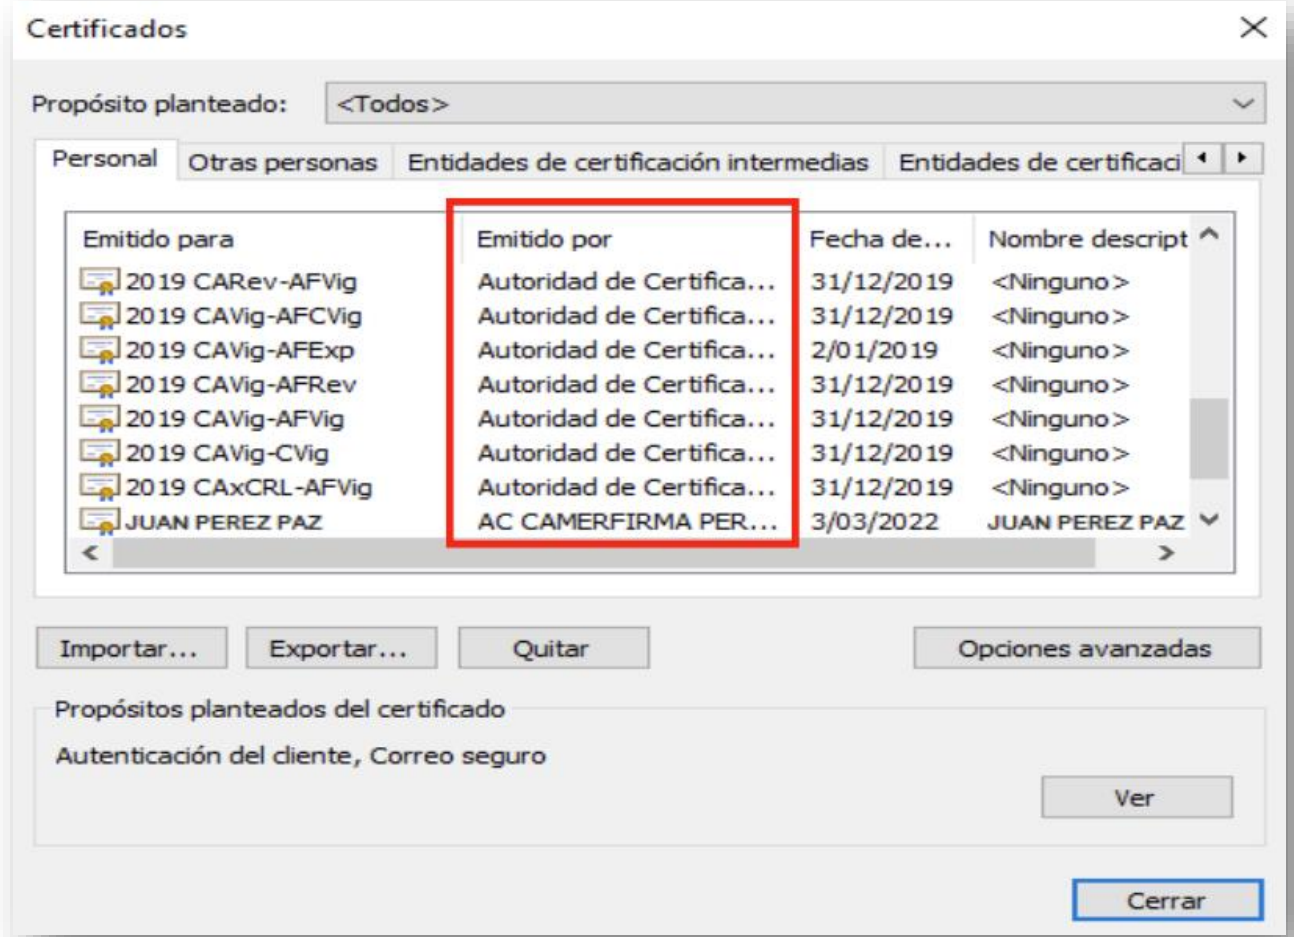 Certificados
Propósito planteado: <Todos>
Personal Otras personas Entidades de certificación intermedias Entidades de certificaci
Emitido para Emitido por Fecha de... Nombre descript
2019 CARev-AFVig Autoridad de Certifica... 31/12/2019 <Ninguno>
2019 CAVig-AFCVig Autoridad de Certifica... 31/12/2019 <Ninguno>
2019 CAVig-AFExp Autoridad de Certifica... 2/01/2019 <Ninguno>
2019 CAVig-AFRev Autoridad de Certifica... 31/12/2019 <Ninguno>
2019 CAVig-AFVig Autoridad de Certifica... 31/12/2019 <Ninguno>
2019 CAVig-CVig Autoridad de Certifica... 31/12/2019 <Ninguno>
2019 CAxCRL-AFVig Autoridad de Certifica... 31/12/2019 <Ninguno>
JUAN PEREZ PAZ AC CAMERFIRMA PER... 3/03/2022 JUAN PEREZ PAZ
Importar... Exportar... Quitar Opciones avanzadas
Propósitos planteados del certificado
Autenticación del cliente, Correo seguro
Ver
Cerrar